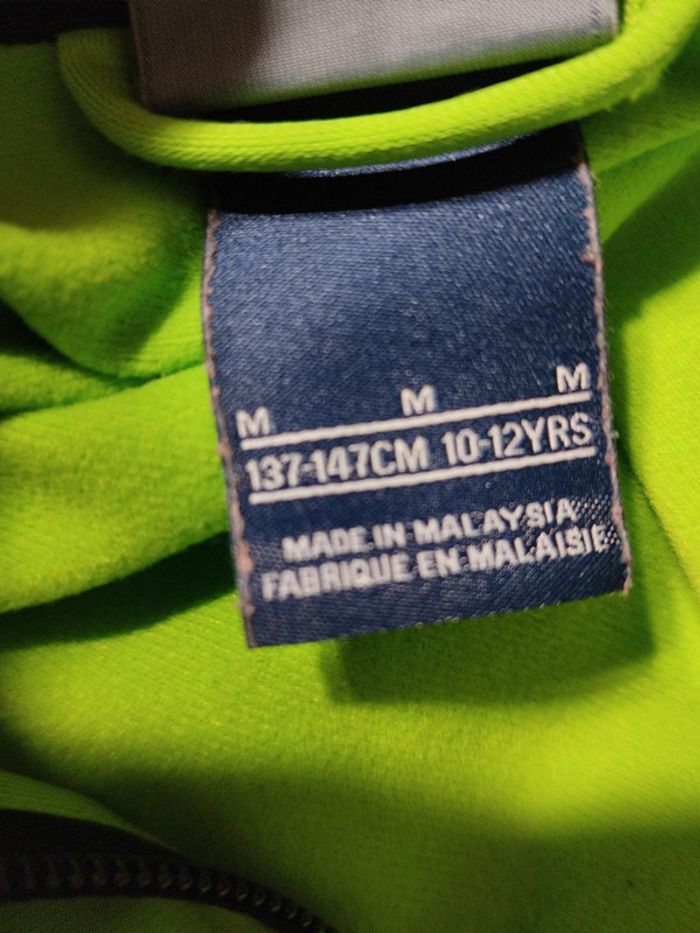 M M M
137-147CM 10-12YRS
MADE IN MALAYSIA
FABRIQUE EN MALAISIE